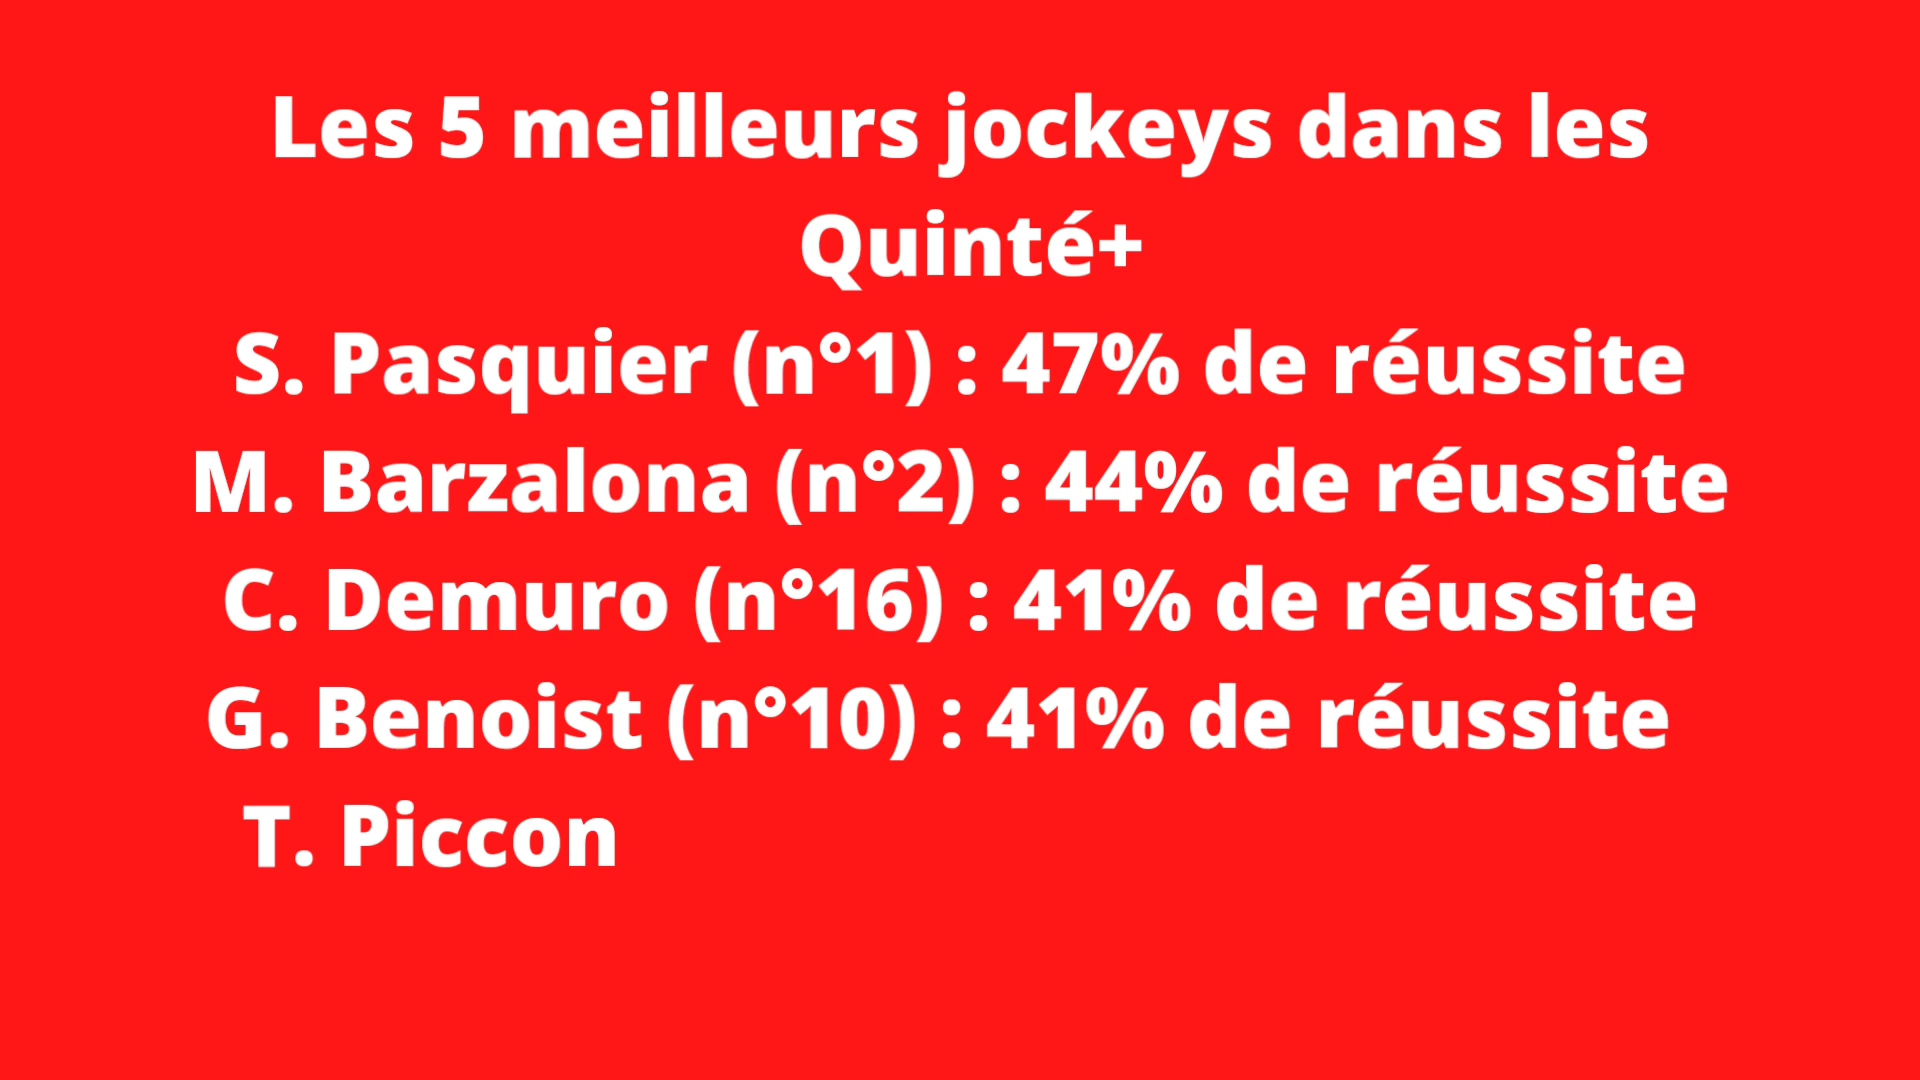 Les 5 meilleurs jockeys dans les
Quinté+
S. Pasquier (n°1) : 47% de réussite
M. Barzalona (n°2) : 44% de réussite
C. Demuro (n°16) : 41% de réussite
G. Benoist (n°10) : 41% de réussite
T. Piccon